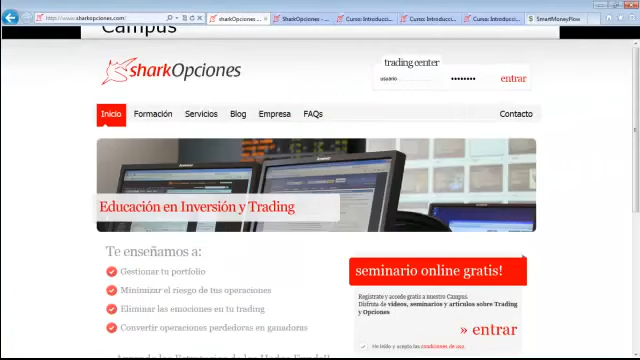 http://www.sharkopciones.com/
sharkOpciones ...
SharkOpciones - ...
Curso: Introducci...
Curso: Introducci...
Curso: Introducci...
SmartMoneyFlow
Campus
sharkOpciones
trading center
usuario
••••••••
entrar
Inicio
Formación
Servicios
Blog
Empresa
FAQs
Contacto
Educación en Inversión y Trading
Te enseñamos a:
Gestionar tu portfolio
Minimizar el riesgo de tus operaciones
Eliminar las emociones en tu trading
Convertir operaciones perdedoras en ganadoras
seminario online gratis!
Regístrate y accede gratis a nuestro Campus.
Disfruta de videos, seminarios y artículos sobre Trading
y Opciones
» entrar
He leído y acepto las condiciones de uso.